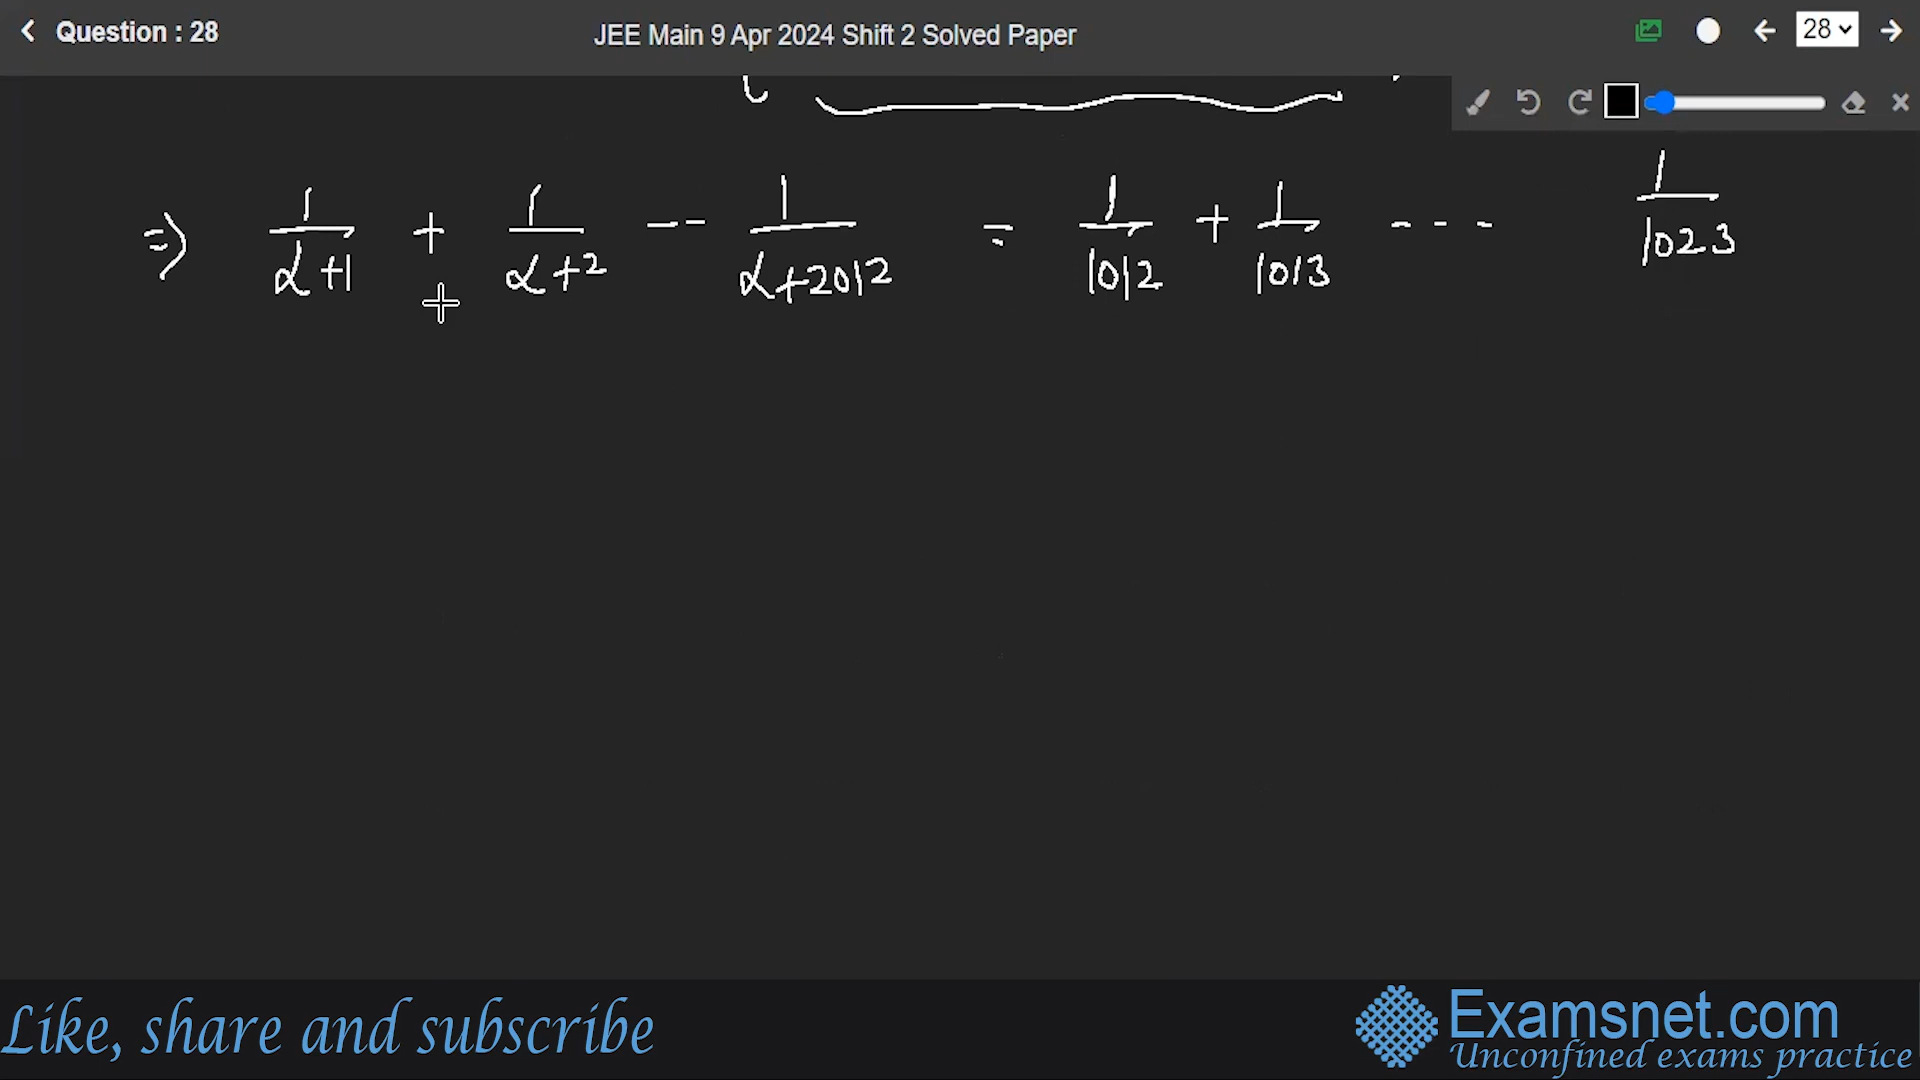 Question : 28
JEE Main 9 Apr 2024 Shift 2 Solved Paper
28
⇒ 1/(α+1) + 1/(α+2) -- 1/(α+2012) = 1/1012 + 1/1013 --- 1/1023
Like, share and subscribe
Examsnet.com
Unconfined exams practice